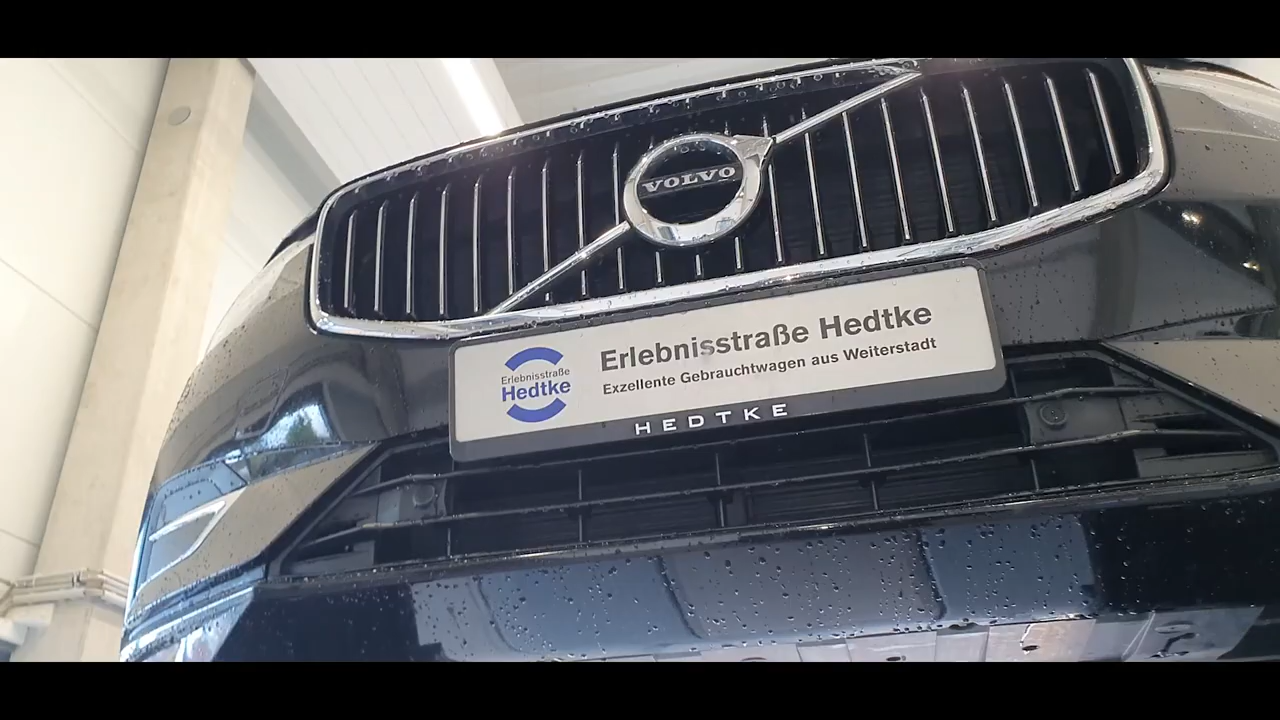 VOLVO
Erlebnisstraße Hedtke
Exzellente Gebrauchtwagen aus Weiterstadt
Erlebnisstraße
Hedtke
HEDTKE